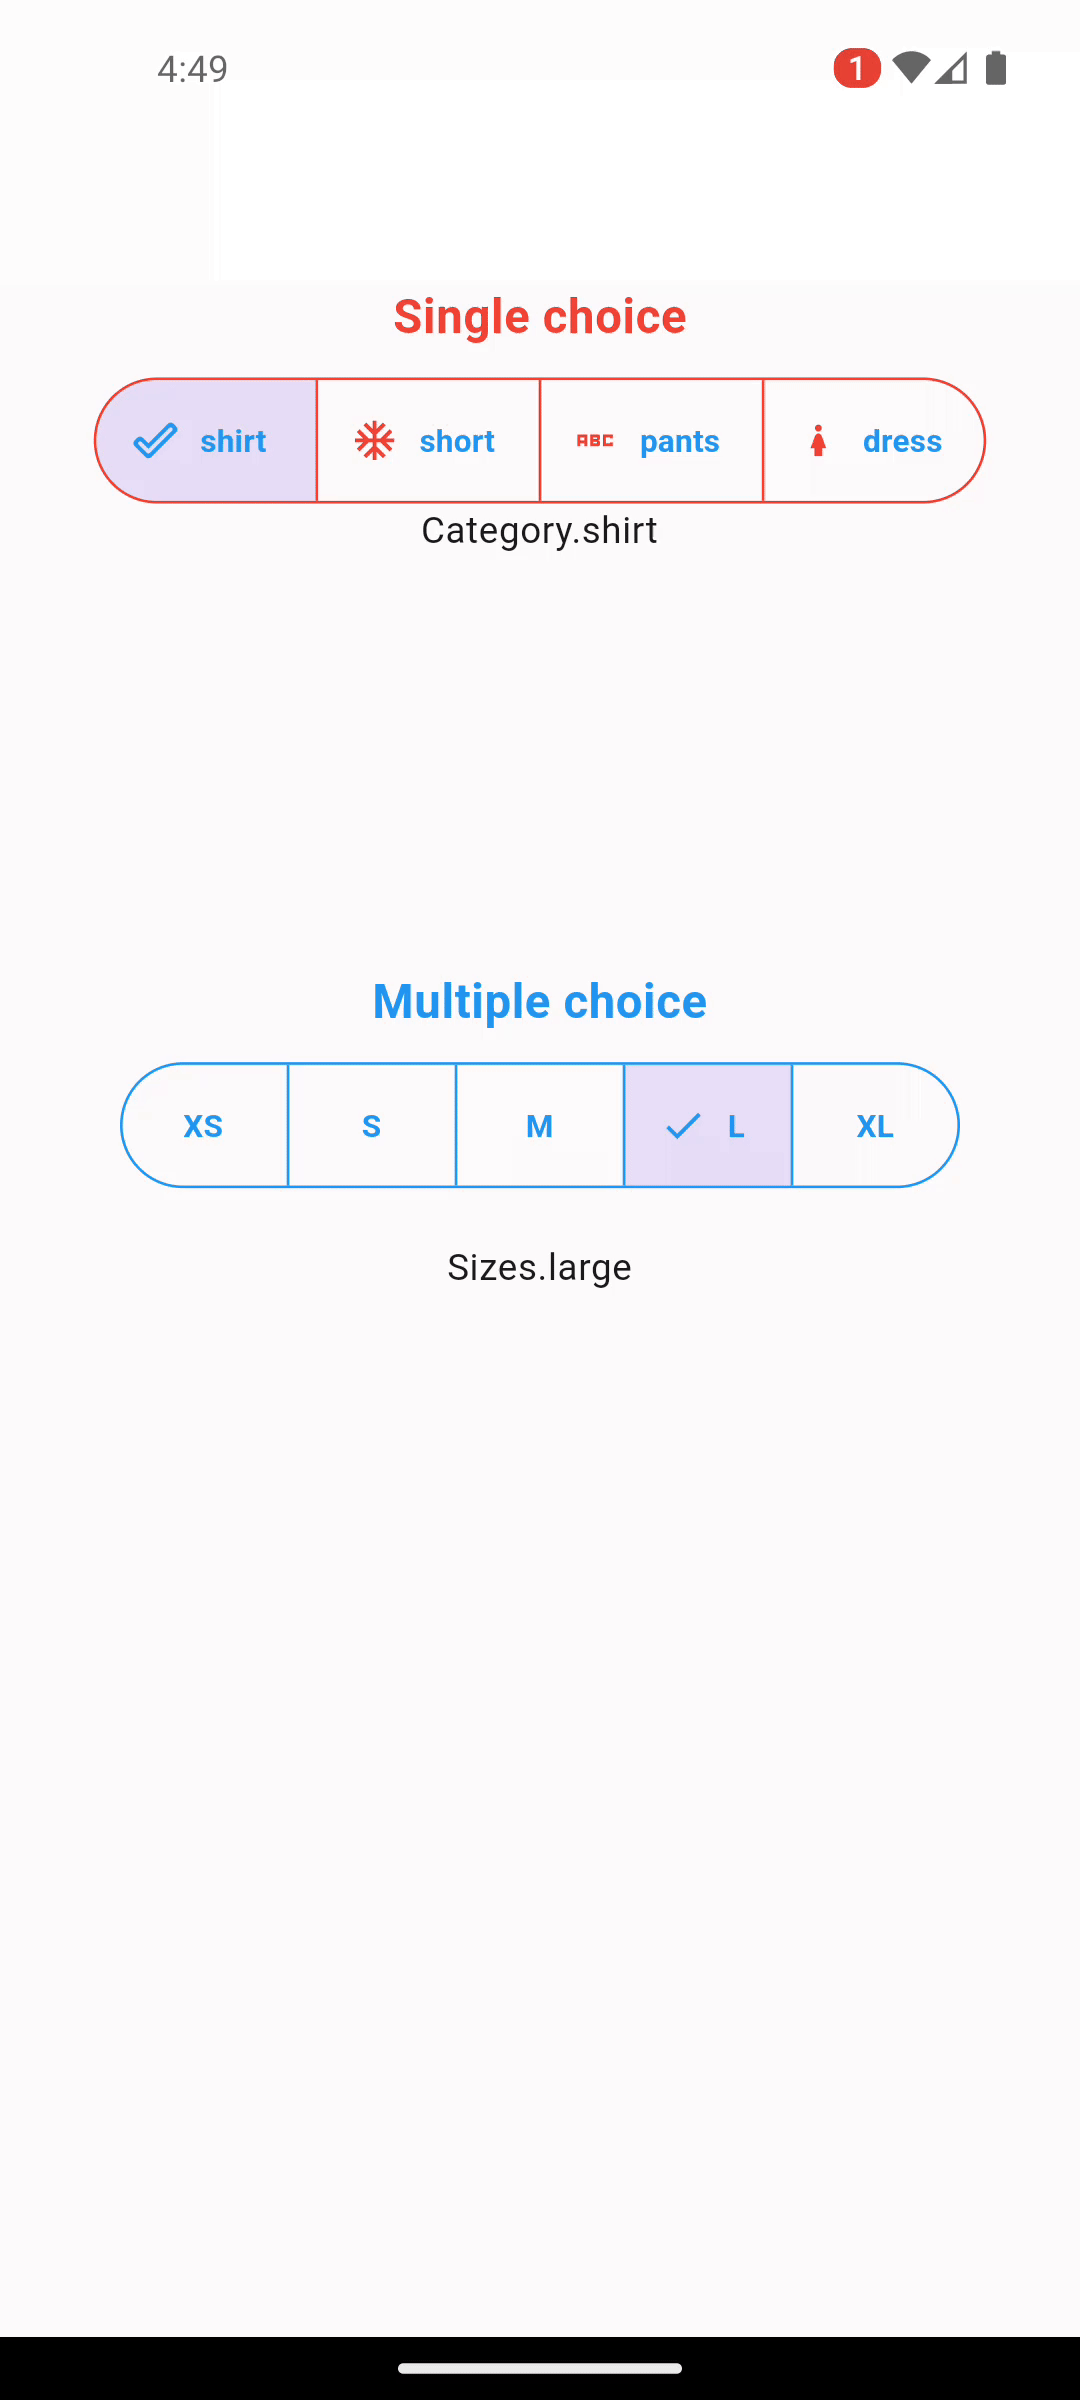 4:49 1
Single choice
shirt short ABC pants dress
Category.shirt
Multiple choice
XS S M L XL
Sizes.large